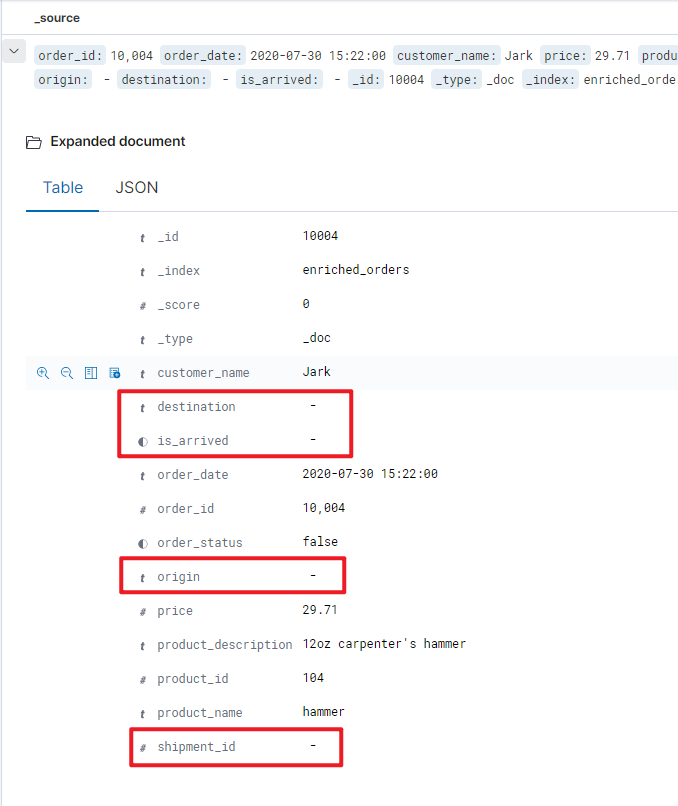 _source
order_id: 10,004 order_date: 2020-07-30 15:22:00 customer_name: Jark price: 29.71 produ
origin: - destination: - is_arrived: - _id: 10004 _type: _doc _index: enriched_orde
Expanded document
Table JSON
t _id 10004
t _index enriched_orders
# _score 0
t _type _doc
t customer_name Jark
t destination -
is_arrived -
t order_date 2020-07-30 15:22:00
# order_id 10,004
order_status false
t origin -
# price 29.71
t product_description 12oz carpenter's hammer
# product_id 104
t product_name hammer
# shipment_id -